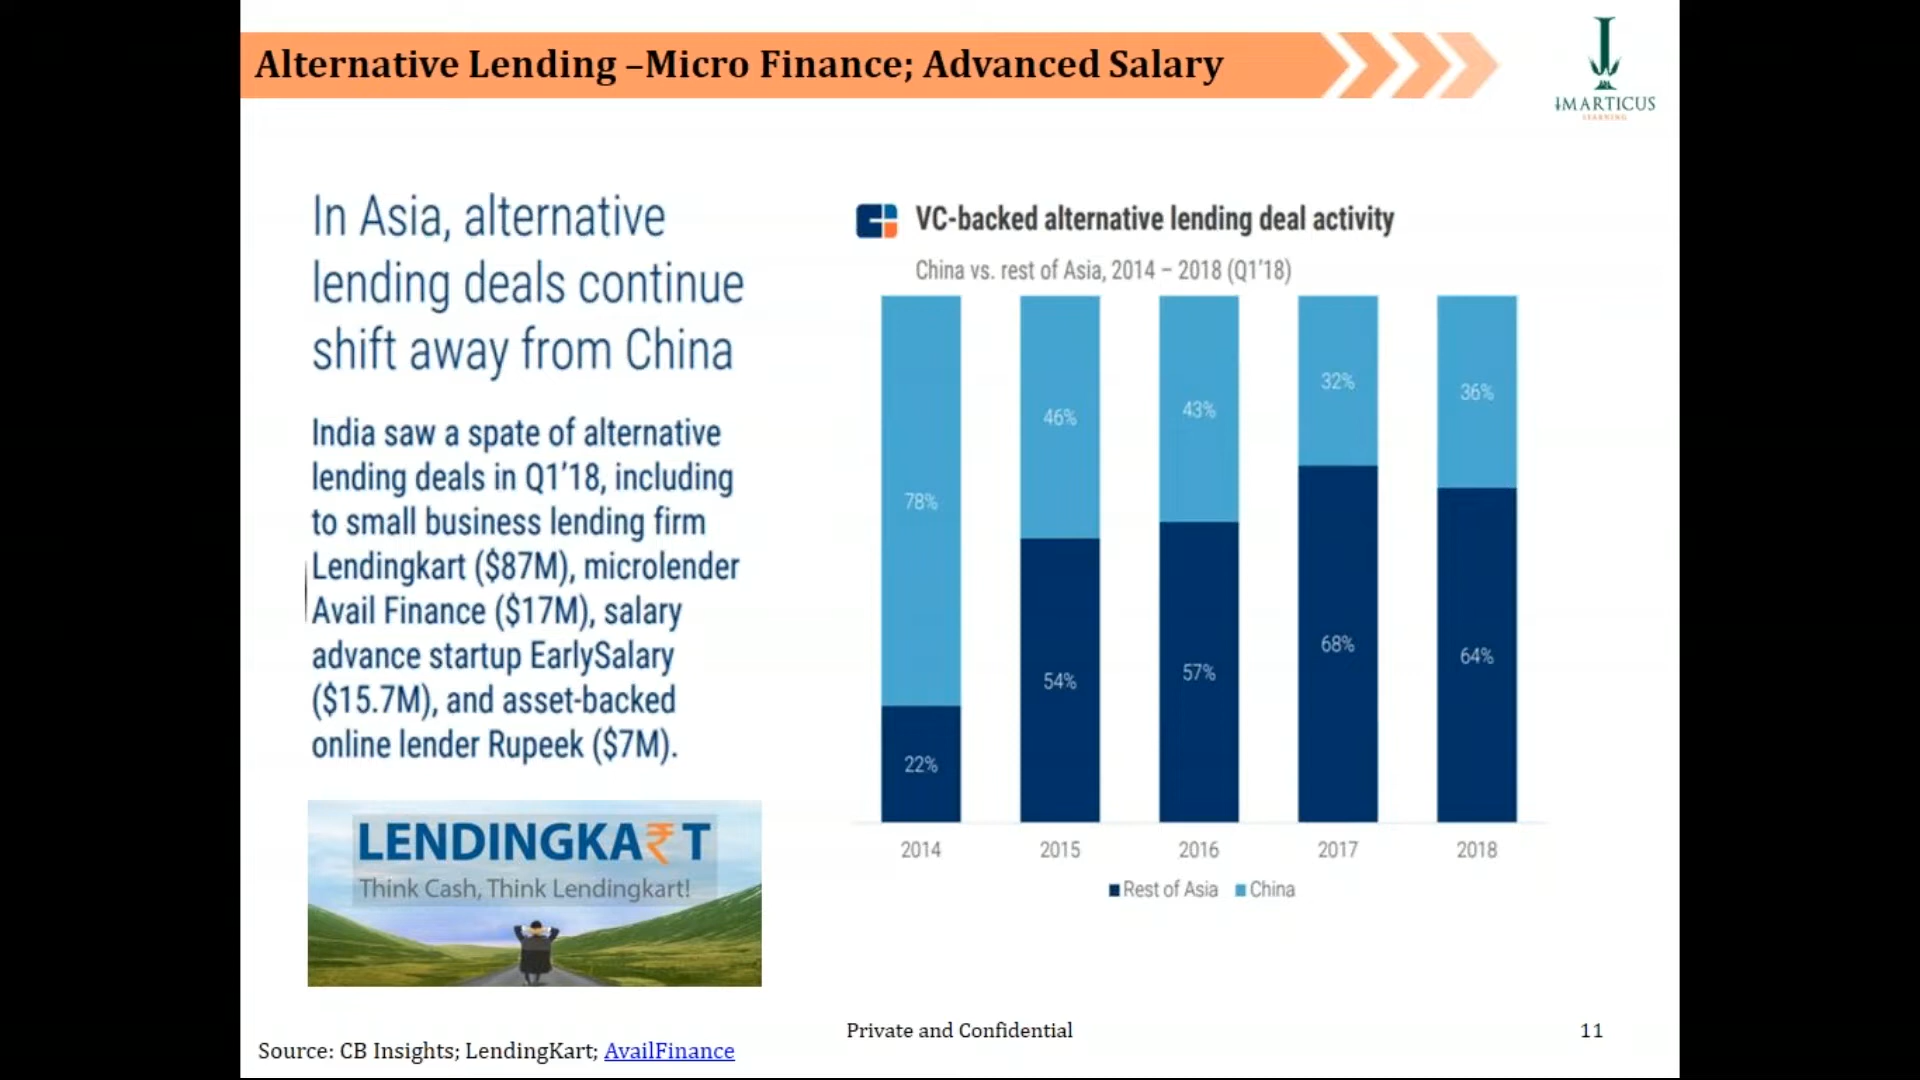 Alternative Lending –Micro Finance; Advanced Salary
IMARTICUS
LEARNING
In Asia, alternative
lending deals continue
shift away from China
India saw a spate of alternative
lending deals in Q1'18, including
to small business lending firm
Lendingkart ($87M), microlender
Avail Finance ($17M), salary
advance startup EarlySalary
($15.7M), and asset-backed
online lender Rupeek ($7M).
LENDINGKA₹T
Think Cash, Think Lendingkart!
VC-backed alternative lending deal activity
China vs. rest of Asia, 2014 – 2018 (Q1'18)
78% 46% 43% 32% 36%
22% 54% 57% 68% 64%
2014 2015 2016 2017 2018
Rest of Asia China
Private and Confidential
11
Source: CB Insights; LendingKart; AvailFinance